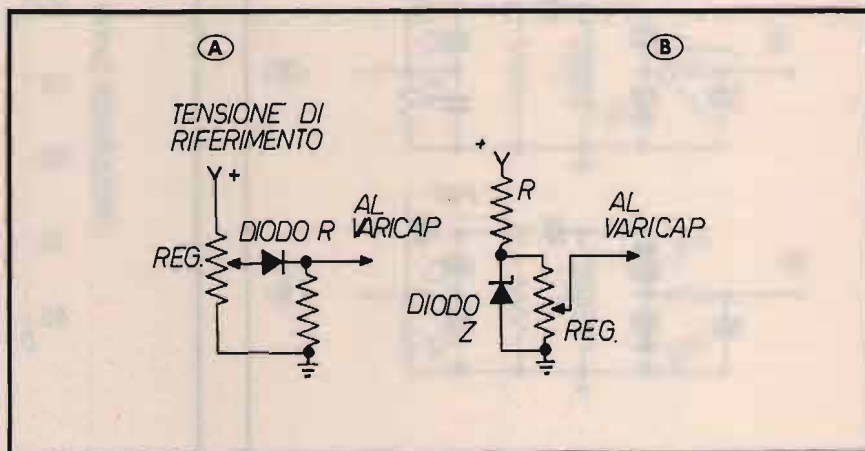 A
TENSIONE DI
RIFERIMENTO
+
REG.
DIODO R
AL
VARICAP
B
+
R
AL
VARICAP
DIODO
Z
REG.